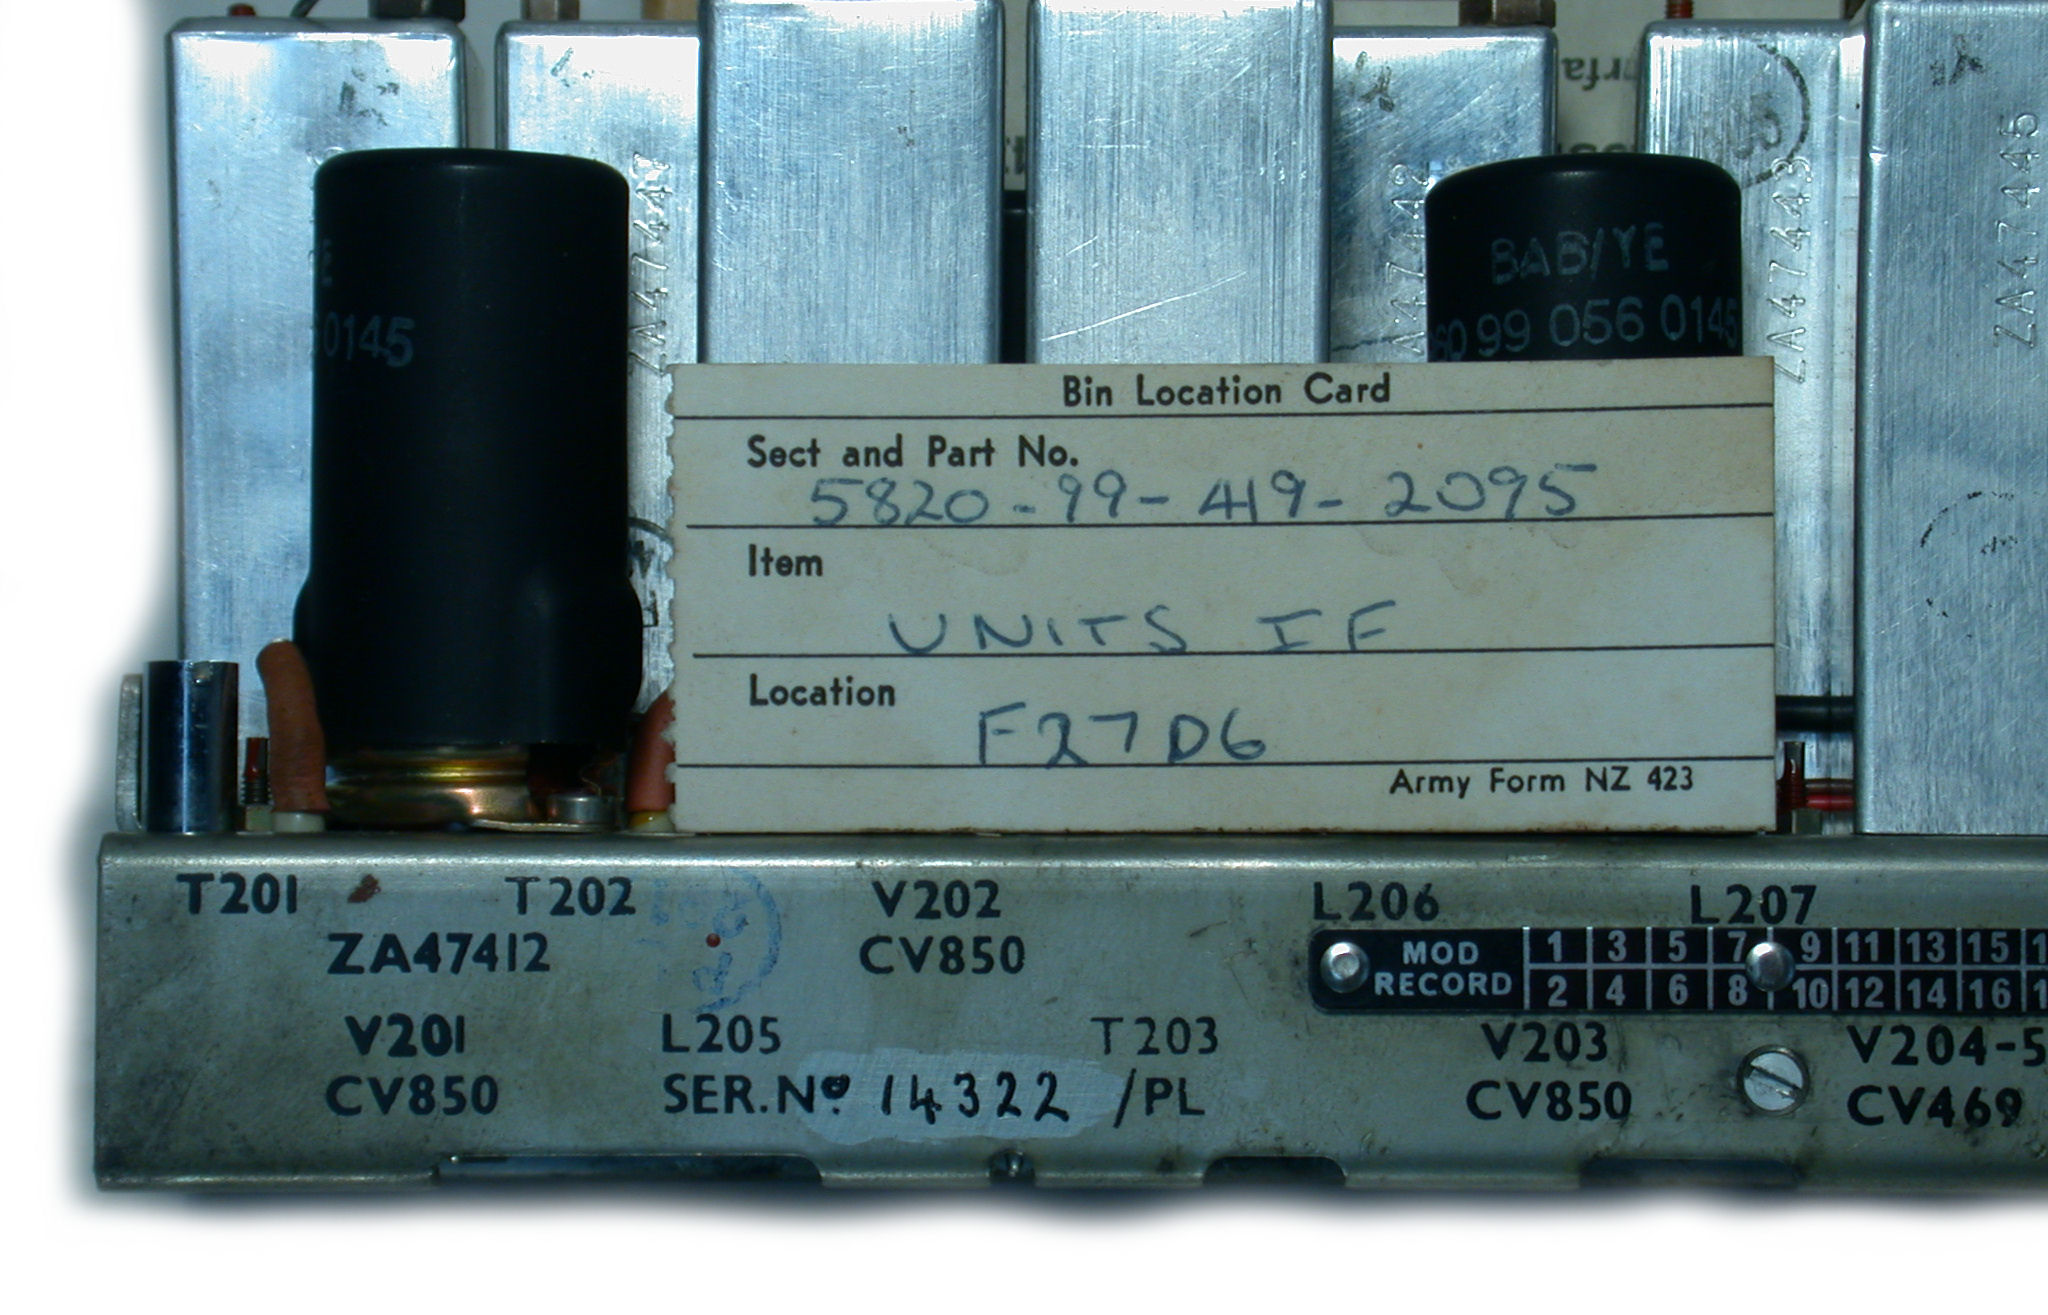 ZA47442
ZA47443
ZA47445
BAB/YE
99 056 0145
0145
Bin Location Card
Sect and Part No.
5820-99-419-2095
Item
UNITS IF
Location
F27D6
Army Form NZ 423
T201 T202 V202 L206 L207
ZA47412 CV850
MOD RECORD
1 3 5 7 9 11 13 15
2 4 6 8 10 12 14 16
V201 L205 T203 V203 V204-5
CV850 SER.Nº 14322 /PL CV850 CV469